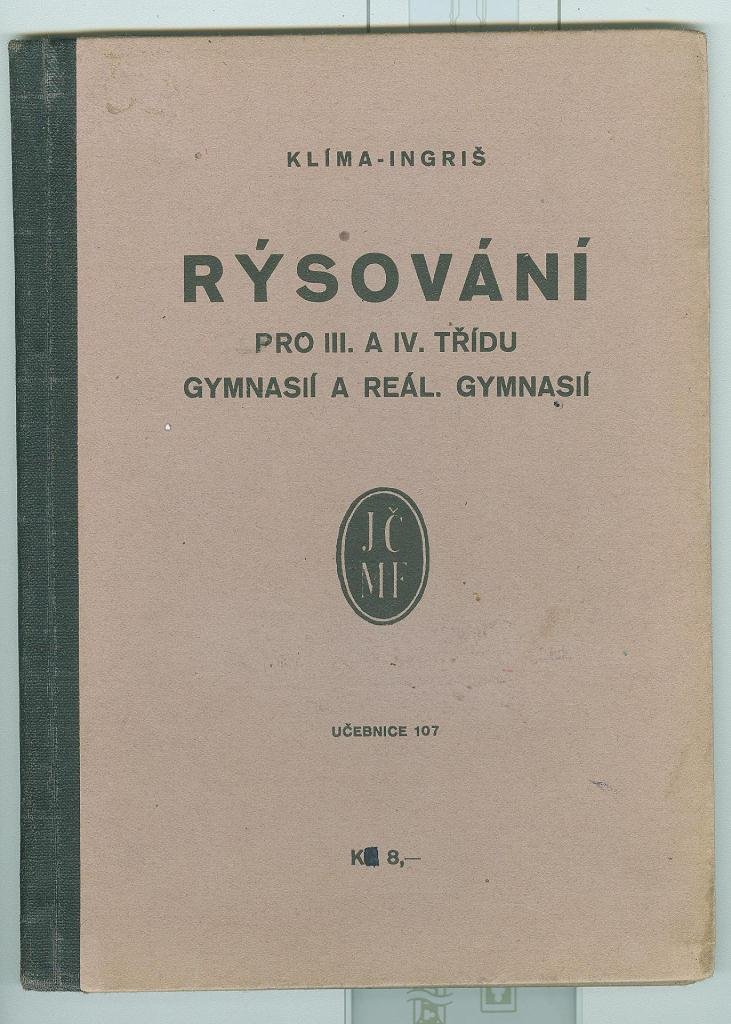 KLÍMA-INGRIŠ
RÝSOVÁNÍ
PRO III. A IV. TŘÍDU
GYMNASIÍ A REÁL. GYMNASIÍ
JČ
MF
UČEBNICE 107
K 8,—